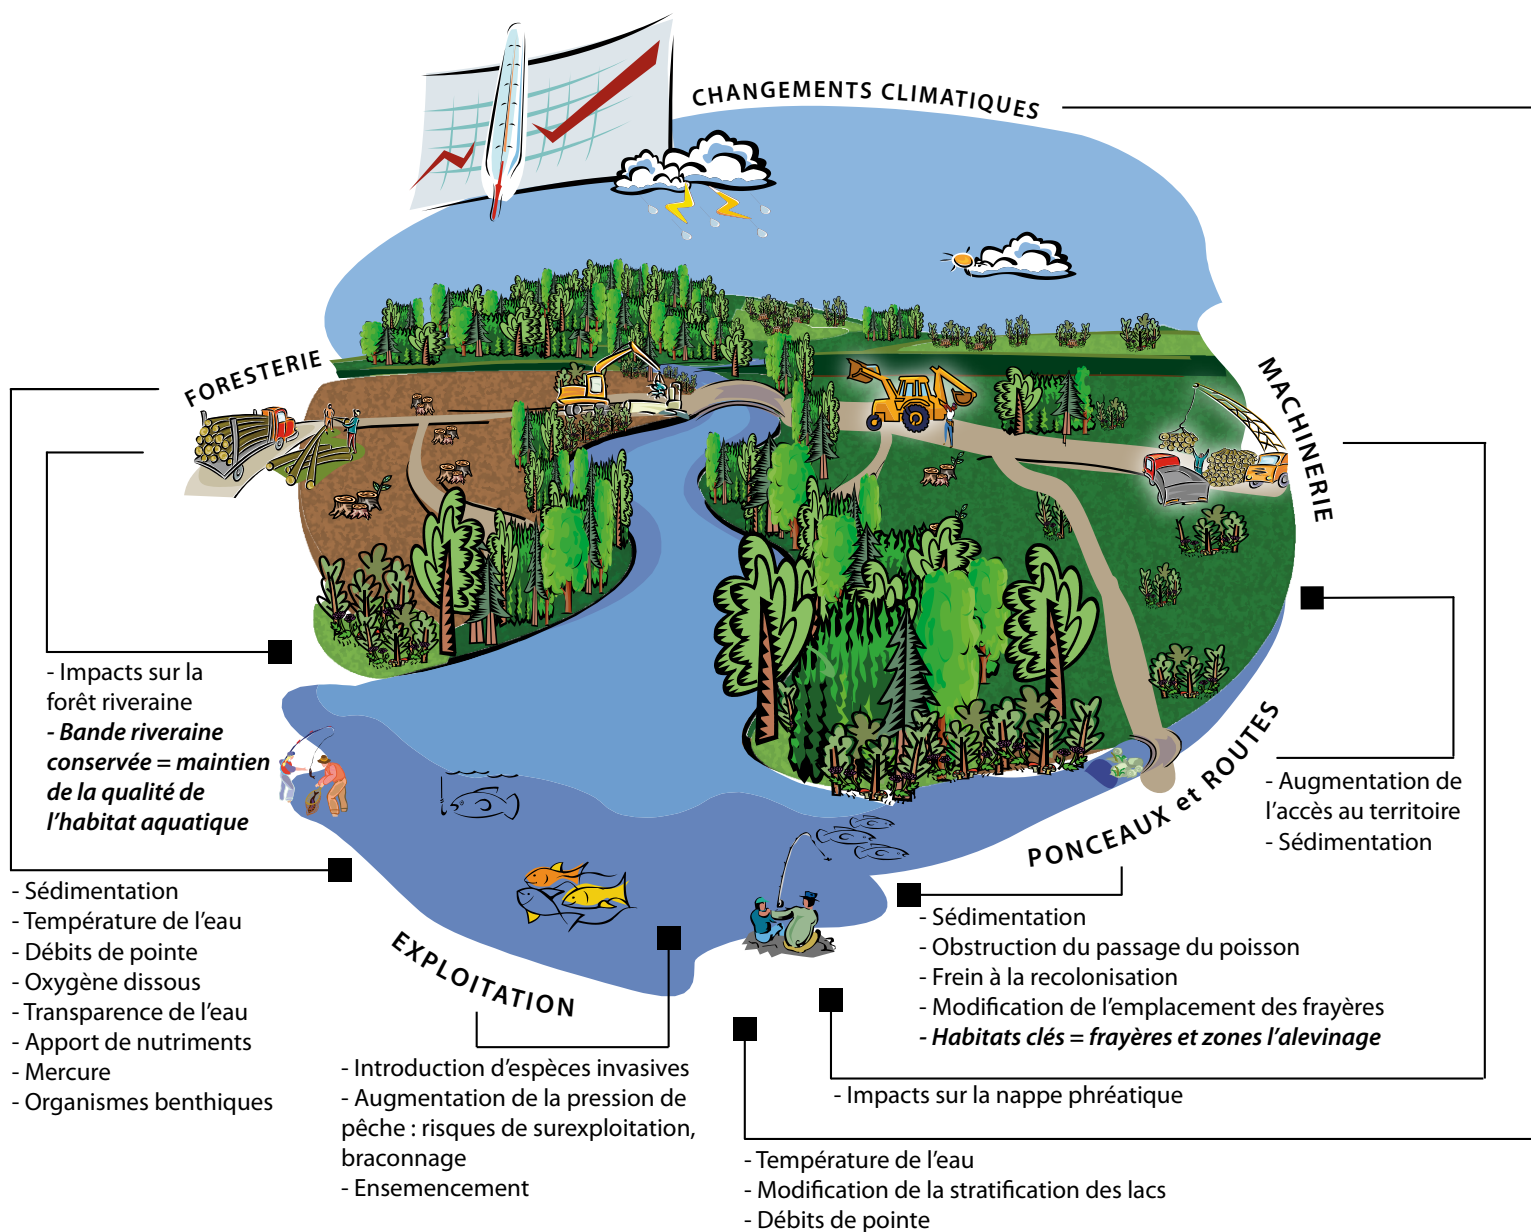 CHANGEMENTS CLIMATIQUES
FORESTERIE
MACHINERIE
- Impacts sur la
forêt riveraine
- Bande riveraine
conservée = maintien
de la qualité de
l’habitat aquatique
- Sédimentation
- Température de l’eau
- Débits de pointe
- Oxygène dissous
- Transparence de l’eau
- Apport de nutriments
- Mercure
- Organismes benthiques
EXPLOITATION
- Introduction d’espèces invasives
- Augmentation de la pression de
pêche : risques de surexploitation,
braconnage
- Ensemencement
PONCEAUX et ROUTES
- Augmentation de
l’accès au territoire
- Sédimentation
- Sédimentation
- Obstruction du passage du poisson
- Frein à la recolonisation
- Modification de l’emplacement des frayères
- Habitats clés = frayères et zones l’alevinage
- Impacts sur la nappe phréatique
- Température de l’eau
- Modification de la stratification des lacs
- Débits de pointe